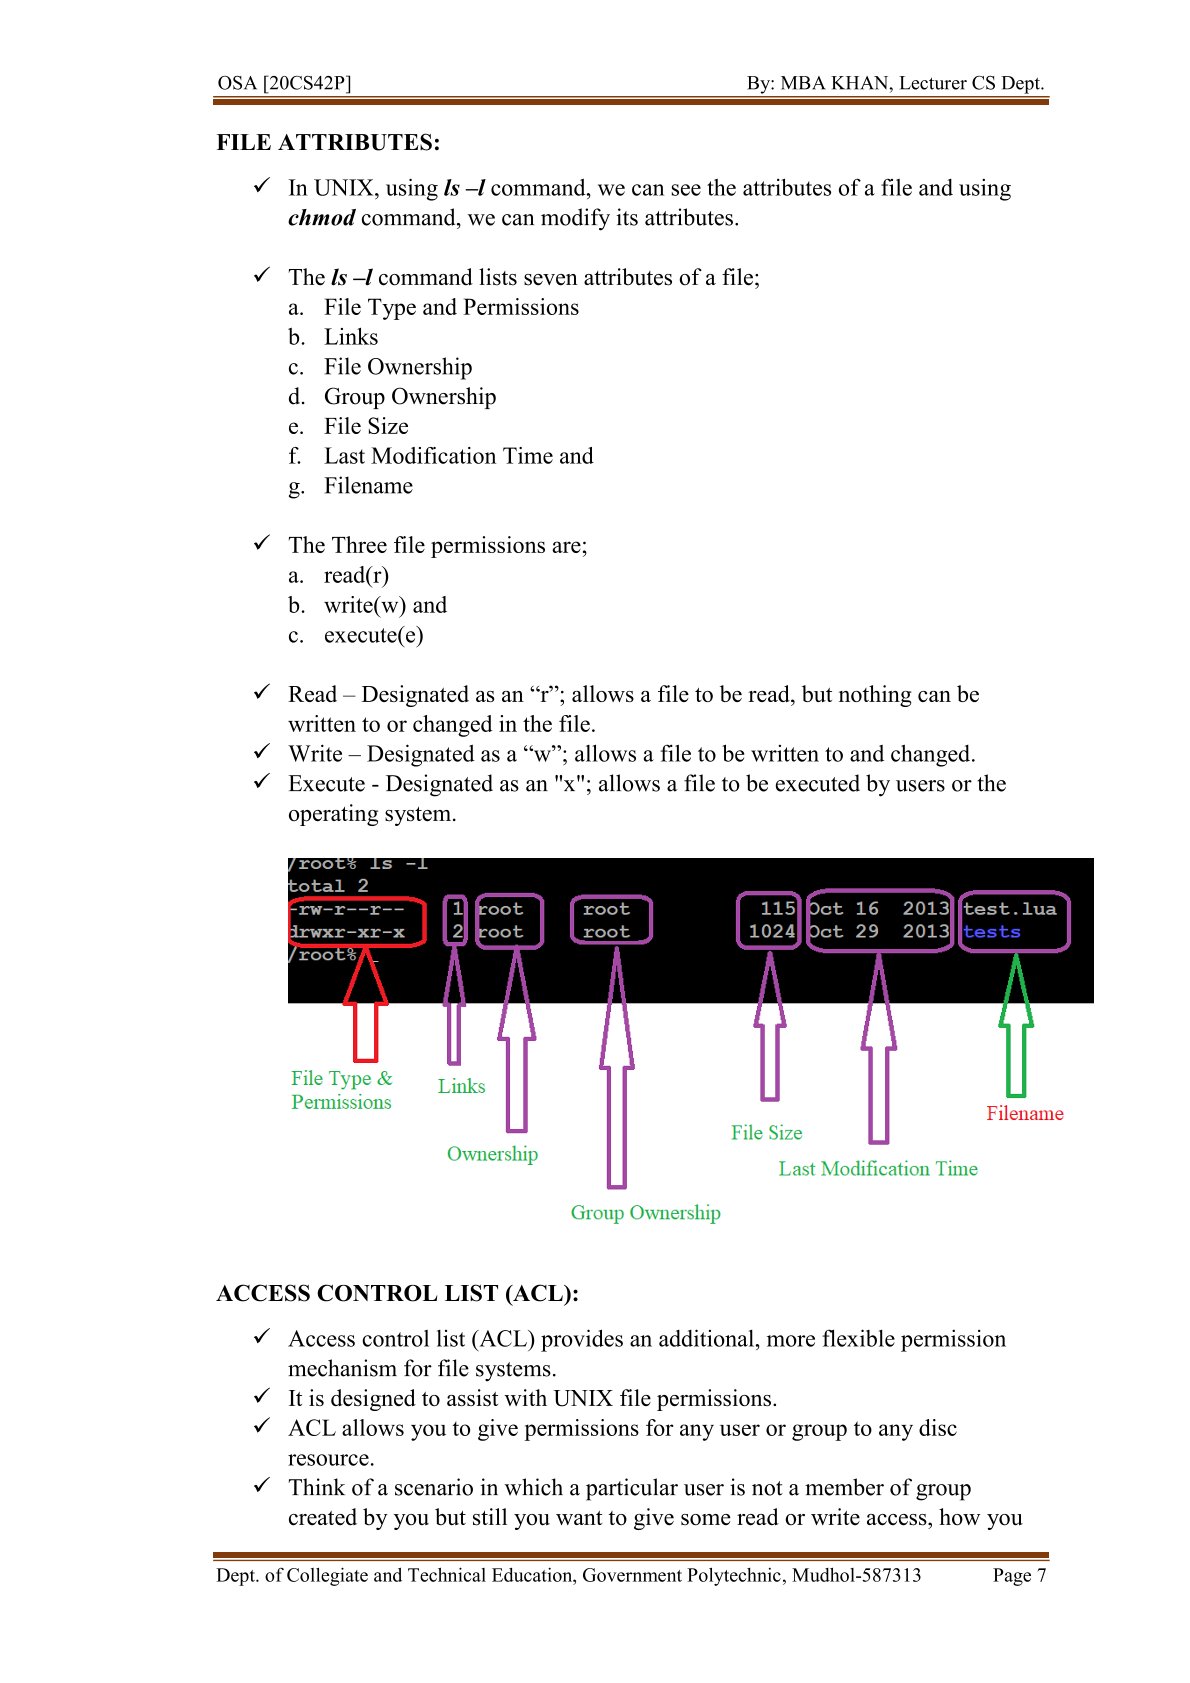 OSA [20CS42P] By: MBA KHAN, Lecturer CS Dept.
FILE ATTRIBUTES:
✓ In UNIX, using ls –l command, we can see the attributes of a file and using
chmod command, we can modify its attributes.
✓ The ls –l command lists seven attributes of a file;
a. File Type and Permissions
b. Links
c. File Ownership
d. Group Ownership
e. File Size
f. Last Modification Time and
g. Filename
✓ The Three file permissions are;
a. read(r)
b. write(w) and
c. execute(e)
✓ Read – Designated as an “r”; allows a file to be read, but nothing can be
written to or changed in the file.
✓ Write – Designated as a “w”; allows a file to be written to and changed.
✓ Execute - Designated as an "x"; allows a file to be executed by users or the
operating system.
/root% ls -l
total 2
-rw-r--r-- 1 root root 115 Oct 16 2013 test.lua
drwxr-xr-x 2 root root 1024 Oct 29 2013 tests
/root% _
File Type &
Permissions
Links
Ownership
Group Ownership
File Size
Last Modification Time
Filename
ACCESS CONTROL LIST (ACL):
✓ Access control list (ACL) provides an additional, more flexible permission
mechanism for file systems.
✓ It is designed to assist with UNIX file permissions.
✓ ACL allows you to give permissions for any user or group to any disc
resource.
✓ Think of a scenario in which a particular user is not a member of group
created by you but still you want to give some read or write access, how you
Dept. of Collegiate and Technical Education, Government Polytechnic, Mudhol-587313 Page 7